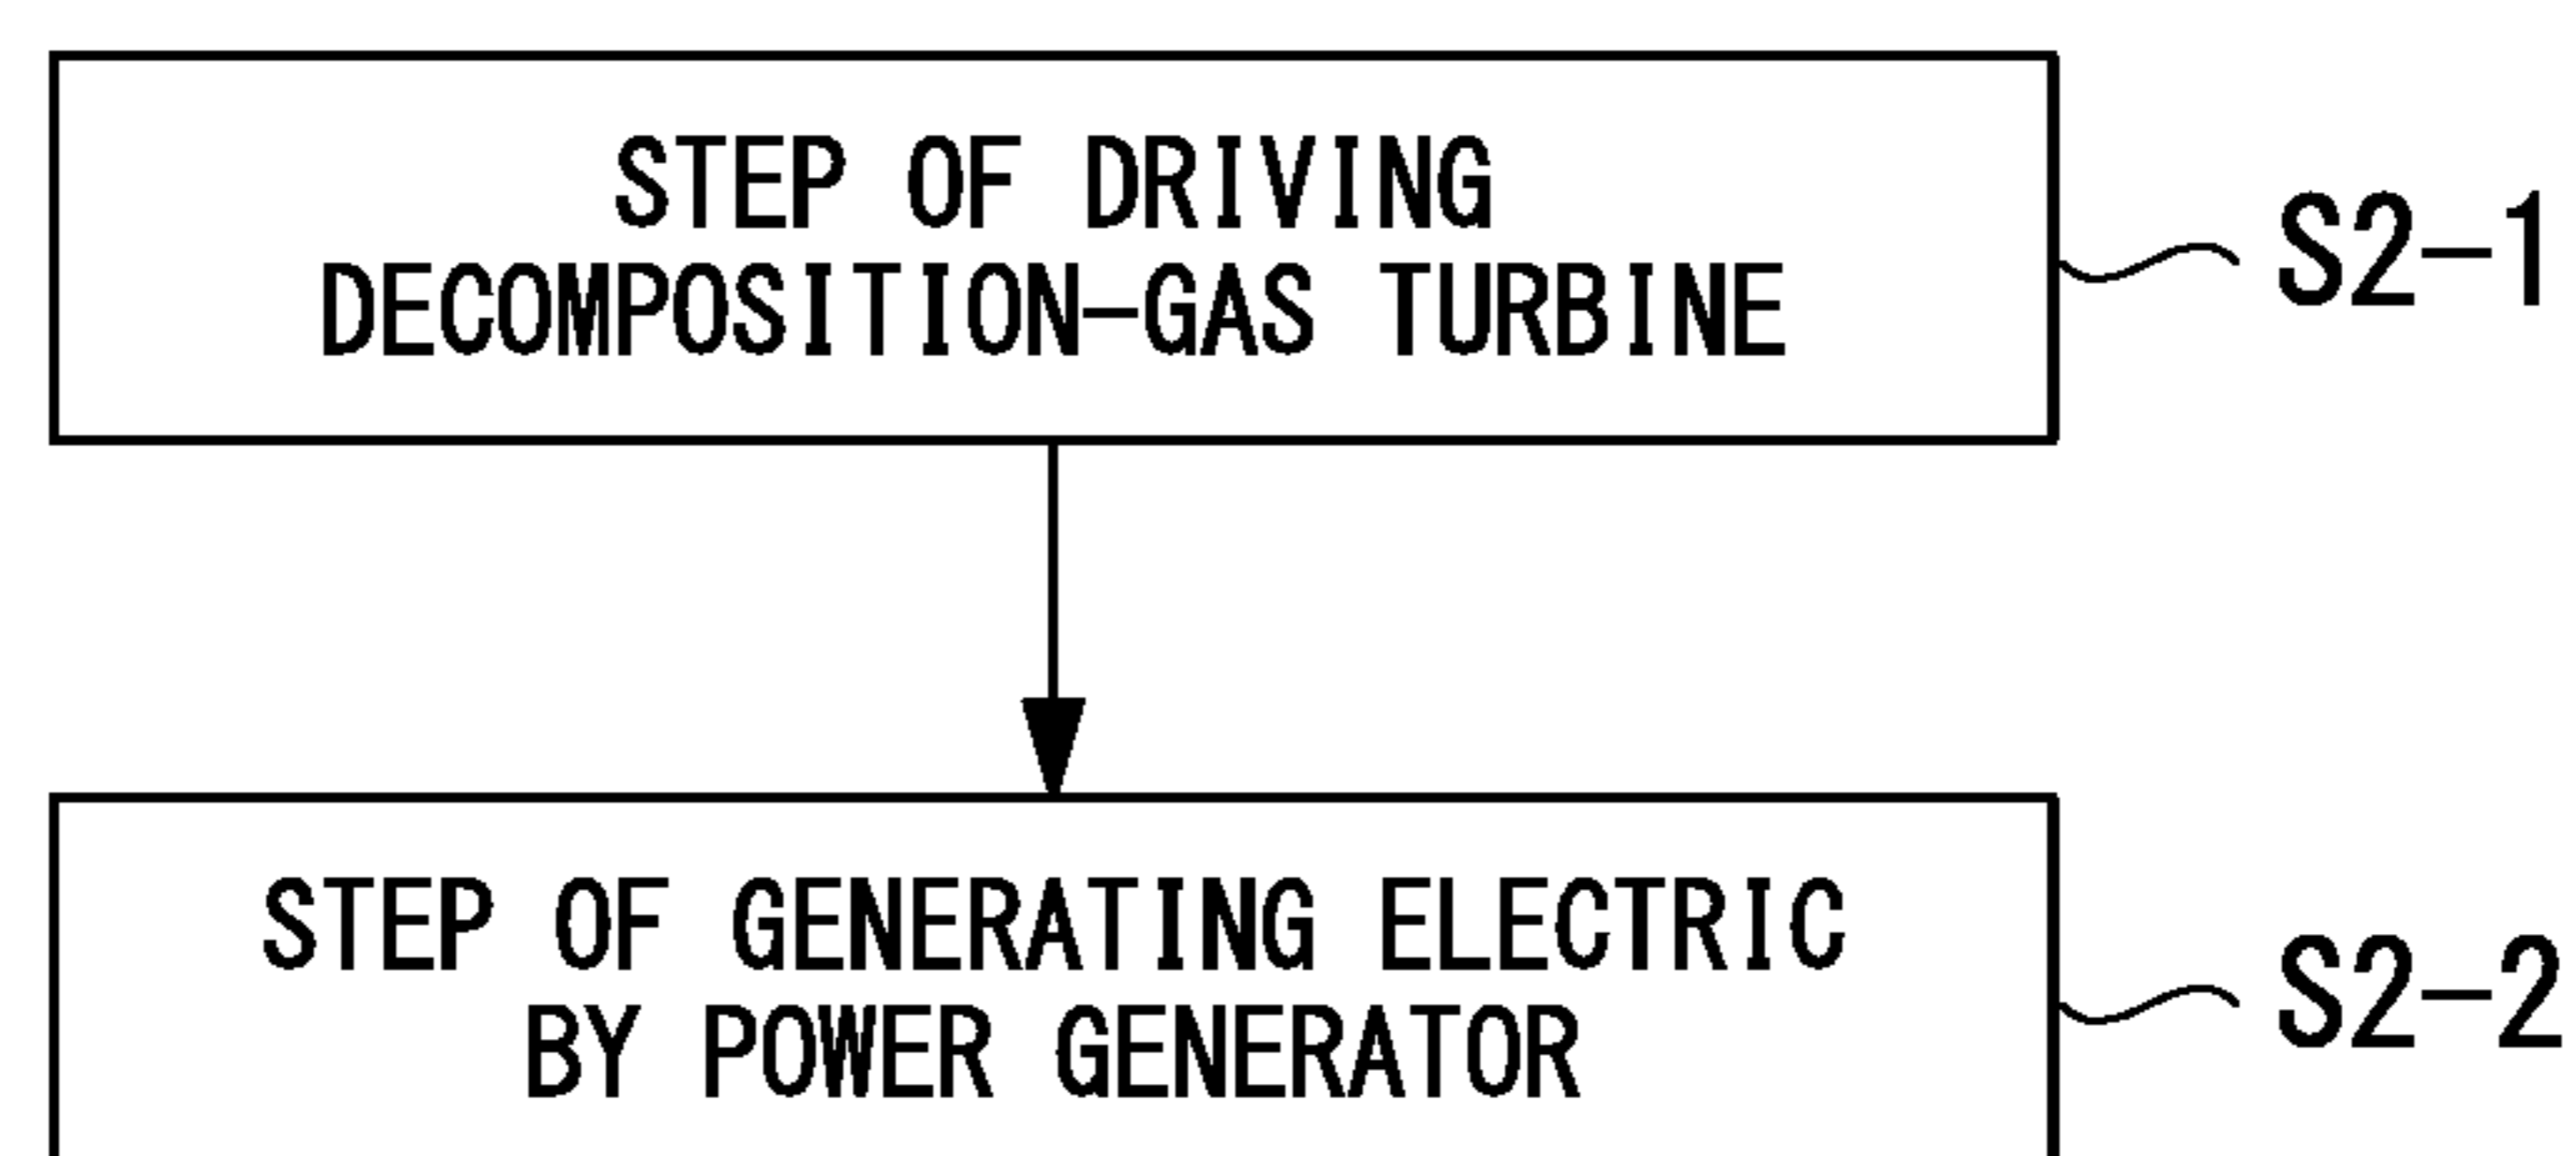 STEP OF DRIVING
DECOMPOSITION-GAS TURBINE
S2-1
STEP OF GENERATING ELECTRIC
BY POWER GENERATOR
S2-2